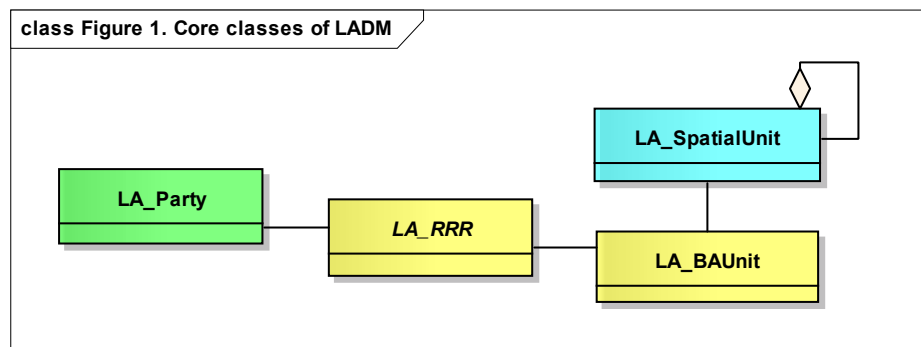 class Figure 1. Core classes of LADM
LA_SpatialUnit
LA_Party
LA_RRR
LA_BAUnit